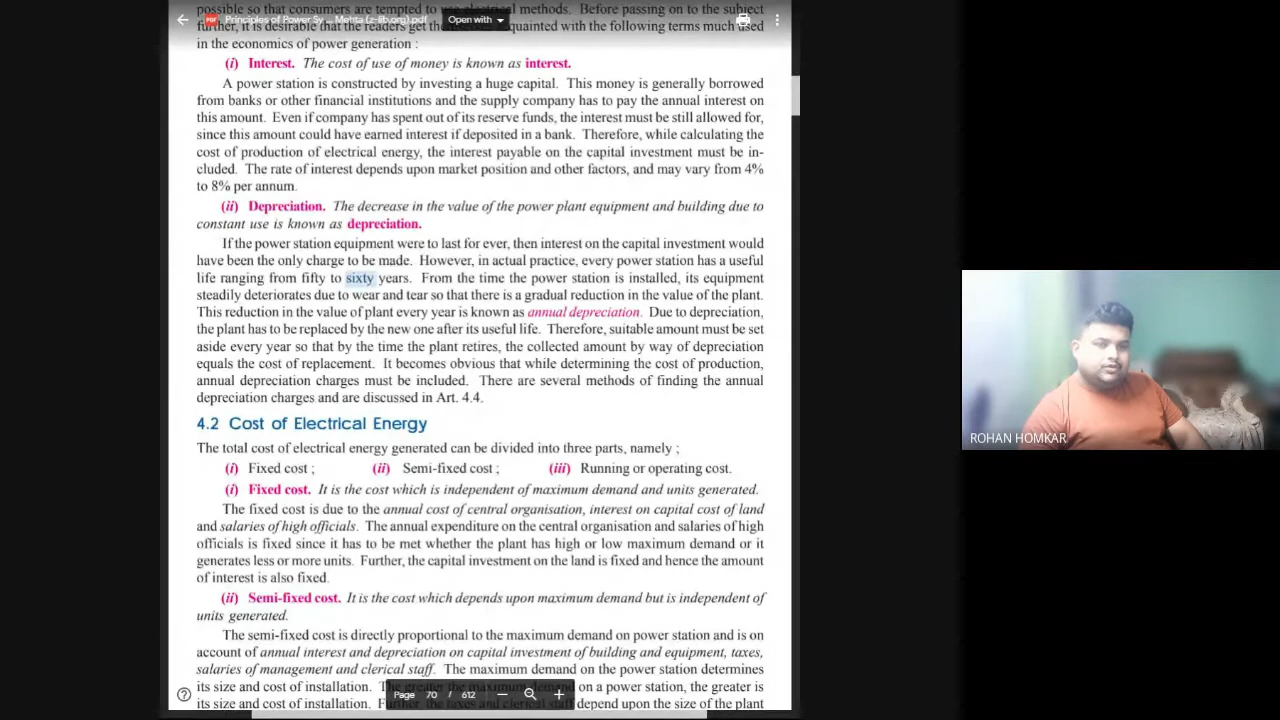 possible so that consumers are tempted to use electrical methods. Before passing on to the subject
Principles of Power Sy ... Mehta (z-lib.org).pdf
Open with
further, it is desirable that the readers get the quainted with the following terms much used
in the economics of power generation :
(i) Interest. The cost of use of money is known as interest.
A power station is constructed by investing a huge capital. This money is generally borrowed
from banks or other financial institutions and the supply company has to pay the annual interest on
this amount. Even if company has spent out of its reserve funds, the interest must be still allowed for,
since this amount could have earned interest if deposited in a bank. Therefore, while calculating the
cost of production of electrical energy, the interest payable on the capital investment must be in-
cluded. The rate of interest depends upon market position and other factors, and may vary from 4%
to 8% per annum.
(ii) Depreciation. The decrease in the value of the power plant equipment and building due to
constant use is known as depreciation.
If the power station equipment were to last for ever, then interest on the capital investment would
have been the only charge to be made. However, in actual practice, every power station has a useful
life ranging from fifty to sixty years. From the time the power station is installed, its equipment
steadily deteriorates due to wear and tear so that there is a gradual reduction in the value of the plant.
This reduction in the value of plant every year is known as annual depreciation. Due to depreciation,
the plant has to be replaced by the new one after its useful life. Therefore, suitable amount must be set
aside every year so that by the time the plant retires, the collected amount by way of depreciation
equals the cost of replacement. It becomes obvious that while determining the cost of production,
annual depreciation charges must be included. There are several methods of finding the annual
depreciation charges and are discussed in Art. 4.4.
4.2 Cost of Electrical Energy
The total cost of electrical energy generated can be divided into three parts, namely ;
(i) Fixed cost ; (ii) Semi-fixed cost ; (iii) Running or operating cost.
(i) Fixed cost. It is the cost which is independent of maximum demand and units generated.
The fixed cost is due to the annual cost of central organisation, interest on capital cost of land
and salaries of high officials. The annual expenditure on the central organisation and salaries of high
officials is fixed since it has to be met whether the plant has high or low maximum demand or it
generates less or more units. Further, the capital investment on the land is fixed and hence the amount
of interest is also fixed.
(ii) Semi-fixed cost. It is the cost which depends upon maximum demand but is independent of
units generated.
The semi-fixed cost is directly proportional to the maximum demand on power station and is on
account of annual interest and depreciation on capital investment of building and equipment, taxes,
salaries of management and clerical staff. The maximum demand on the power station determines
its size and cost of installation. The greater the maximum demand on a power station, the greater is
its size and cost of installation. Further, the taxes and clerical staff depend upon the size of the plant
Page 70 / 612
ROHAN HOMKAR